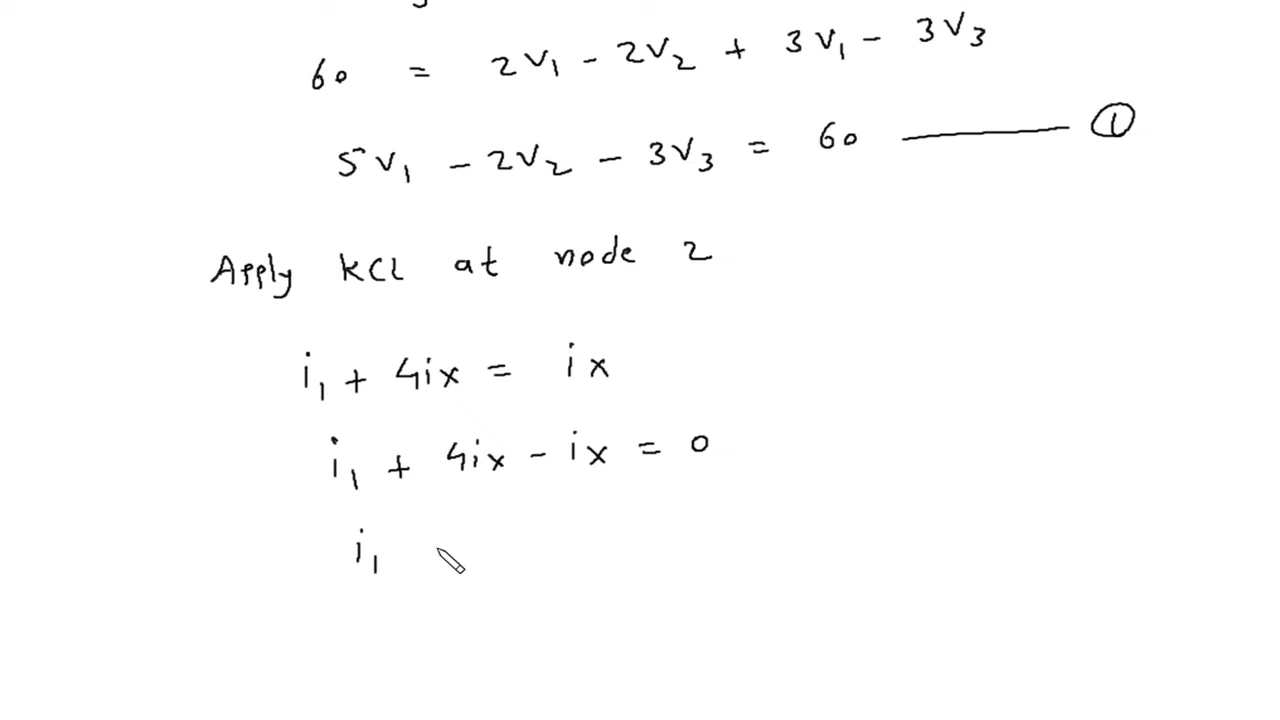 60 = 2V₁ - 2V₂ + 3V₁ - 3V₃
5V₁ - 2V₂ - 3V₃ = 60 ——— ①
Apply KCL at node 2
i₁ + 4ix = ix
i₁ + 4ix - ix = 0
i₁